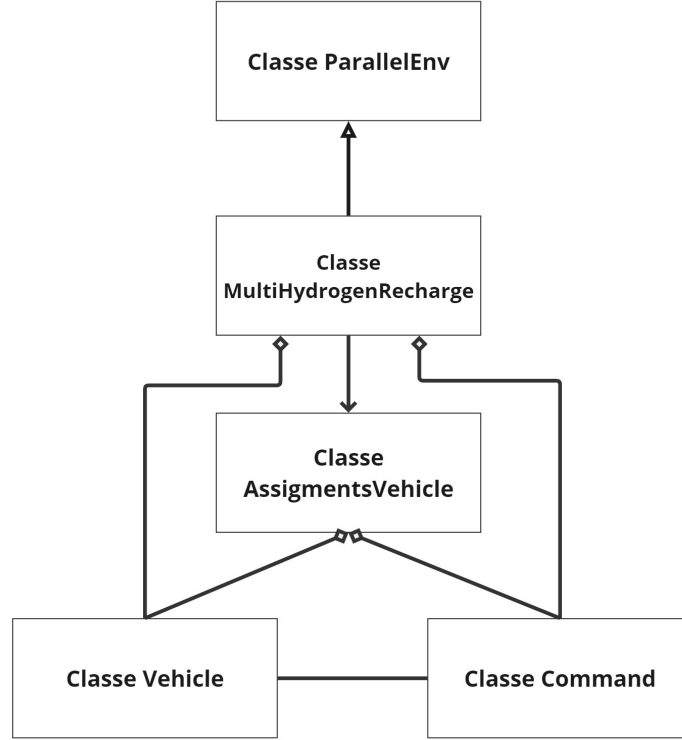 Classe ParallelEnv
Classe
MultiHydrogenRecharge
Classe
AssigmentsVehicle
Classe Vehicle
Classe Command